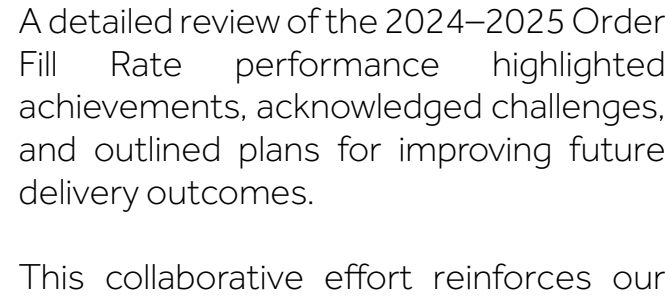 A detailed review of the 2024–2025 Order
Fill Rate performance highlighted
achievements, acknowledged challenges,
and outlined plans for improving future
delivery outcomes.
This collaborative effort reinforces our